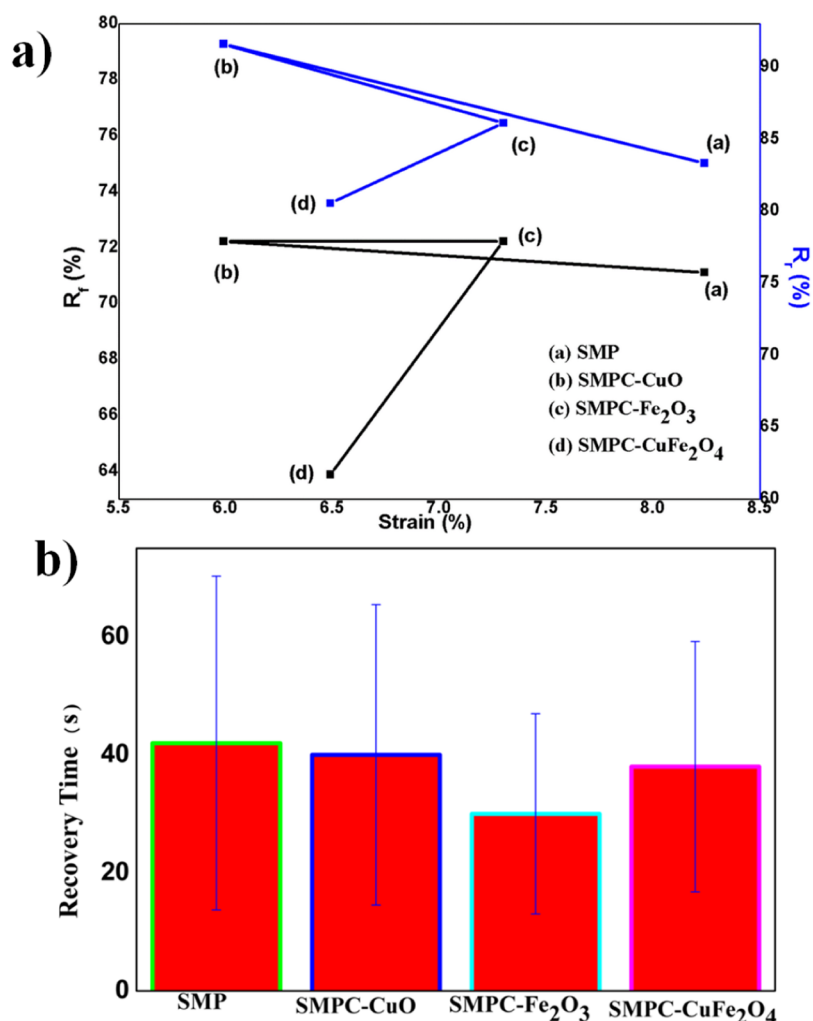 a)
80
78
76
74
72
70
68
66
64
R_f (%)
90
85
80
75
70
65
60
R_r (%)
(b)
(a)
(c)
(d)
(c)
(b)
(a)
(d)
(a) SMP
(b) SMPC-CuO
(c) SMPC-Fe₂O₃
(d) SMPC-CuFe₂O₄
5.5 6.0 6.5 7.0 7.5 8.0 8.5
Strain (%)
b)
60
40
20
0
Recovery Time (s)
SMP SMPC-CuO SMPC-Fe₂O₃ SMPC-CuFe₂O₄